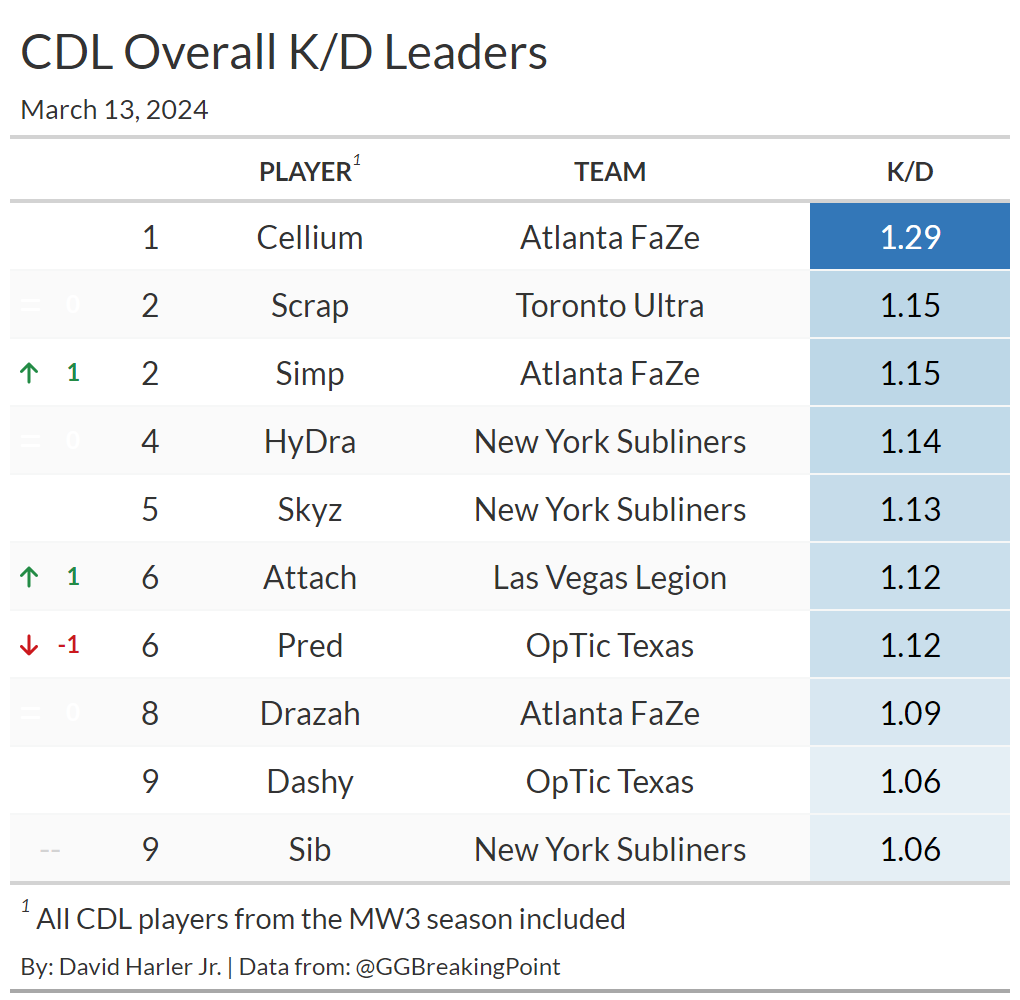 CDL Overall K/D Leaders
March 13, 2024
PLAYER1 TEAM K/D
1 Cellium Atlanta FaZe 1.29
= 0 2 Scrap Toronto Ultra 1.15
↑ 1 2 Simp Atlanta FaZe 1.15
= 0 4 HyDra New York Subliners 1.14
5 Skyz New York Subliners 1.13
↑ 1 6 Attach Las Vegas Legion 1.12
↓ -1 6 Pred OpTic Texas 1.12
= 0 8 Drazah Atlanta FaZe 1.09
9 Dashy OpTic Texas 1.06
-- 9 Sib New York Subliners 1.06
1 All CDL players from the MW3 season included
By: David Harler Jr. | Data from: @GGBreakingPoint